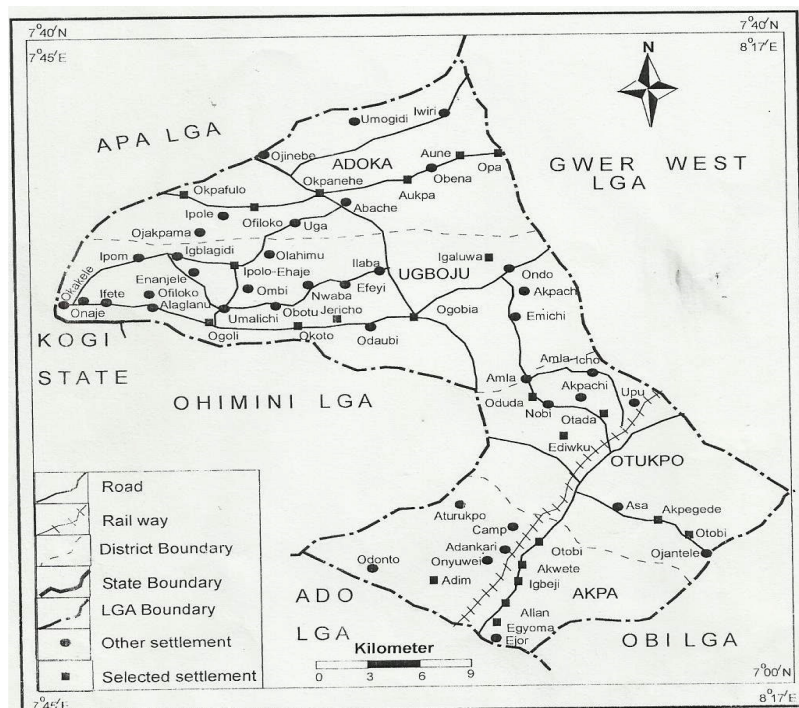 7°40′N
7°40′N
7°45′E
8°17′E
N
APA LGA
GWER WEST
LGA
Umogidi
Iwiri
Ojinebe
ADOKA
Aune
Opa
Okpafulo
Okpanehe
Obena
Aukpa
Ipole
Abache
Ofiloko
Uga
Ojakpama
Ipom
Igblagidi
Olahimu
Ilaba
UGBOJU
Igaluwa
Ondo
Okakele
Enanjele
Ipolo-Ehaje
Akpach
Ifete
Ofiloko
Ombi
Nwaba
Efeyi
Onaje
Alaglanu
Umalichi
Obotu
Jericho
Ogobia
Emichi
KOGI
STATE
Ogoli
Okoto
Odaubi
OHIMINI LGA
Amla
Amla-Icho
Akpachi
Upu
Oduda
Nobi
Otada
Ediwku
OTUKPO
Asa
Akpegede
Otobi
Ojantele
Aturukpo
Camp
Adankari
Onyuwei
Odonto
Adim
Otobi
Akwete
Igbeji
AKPA
ADO
LGA
Allan
Egyoma
Ejor
OBI LGA
Road
Rail way
District Boundary
State Boundary
LGA Boundary
Other settlement
Selected settlement
Kilometer
0 3 6 9
7°00′N
7°45′E
8°17′E